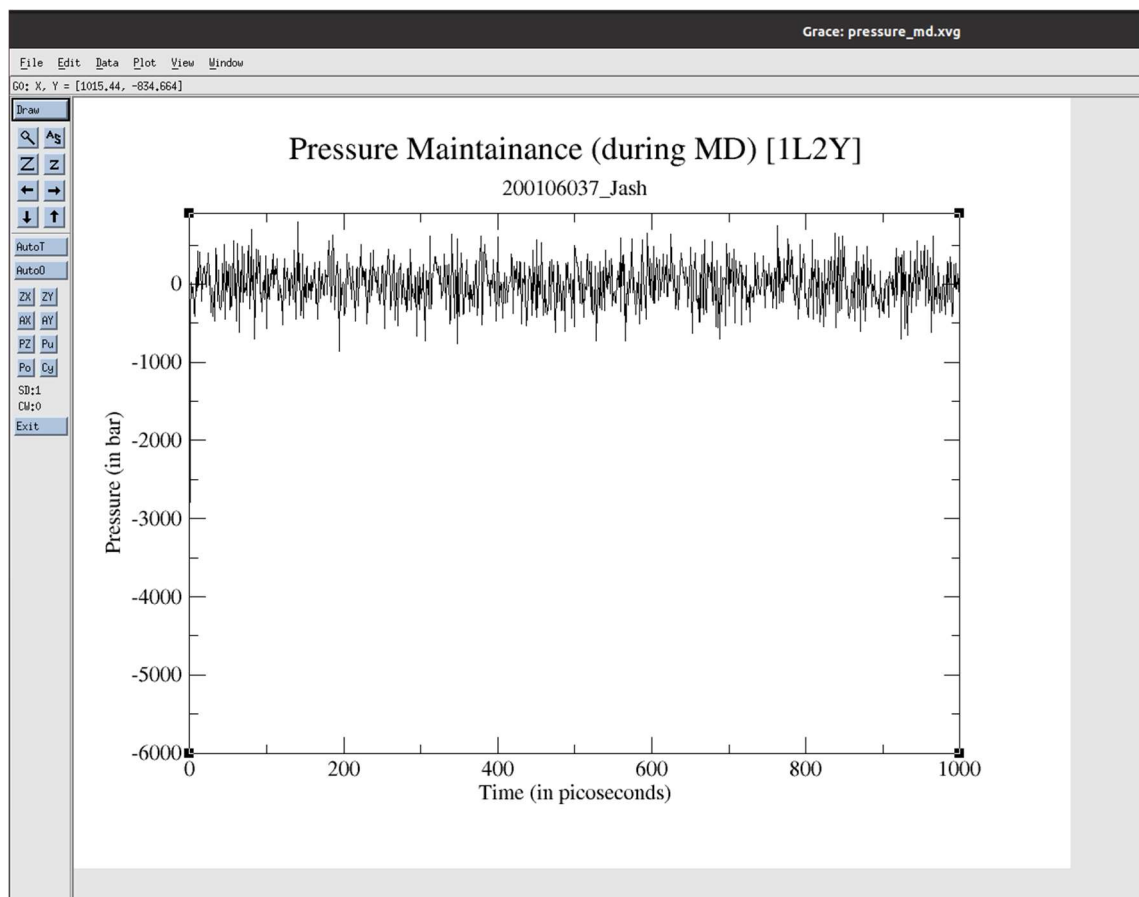 Grace: pressure_md.xvg
File Edit Data Plot View Window
G0: X, Y = [1015.44, -834.664]
Draw
AS
Z z
AutoT
AutoO
ZX ZY
AX AY
PZ Pu
Po Cy
SD:1
CW:0
Exit
Pressure Maintainance (during MD) [1L2Y]
200106037_Jash
Pressure (in bar)
0
-1000
-2000
-3000
-4000
-5000
-6000
0 200 400 600 800 1000
Time (in picoseconds)